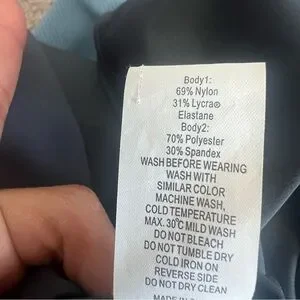 Body1:
69% Nylon
31% Lycra®
Elastane
Body2:
70% Polyester
30% Spandex
WASH BEFORE WEARING
WASH WITH
SIMILAR COLOR
MACHINE WASH,
COLD TEMPERATURE
MAX. 30°C MILD WASH
DO NOT BLEACH
DO NOT TUMBLE DRY
COLD IRON ON
REVERSE SIDE
DO NOT DRY CLEAN
MADE IN